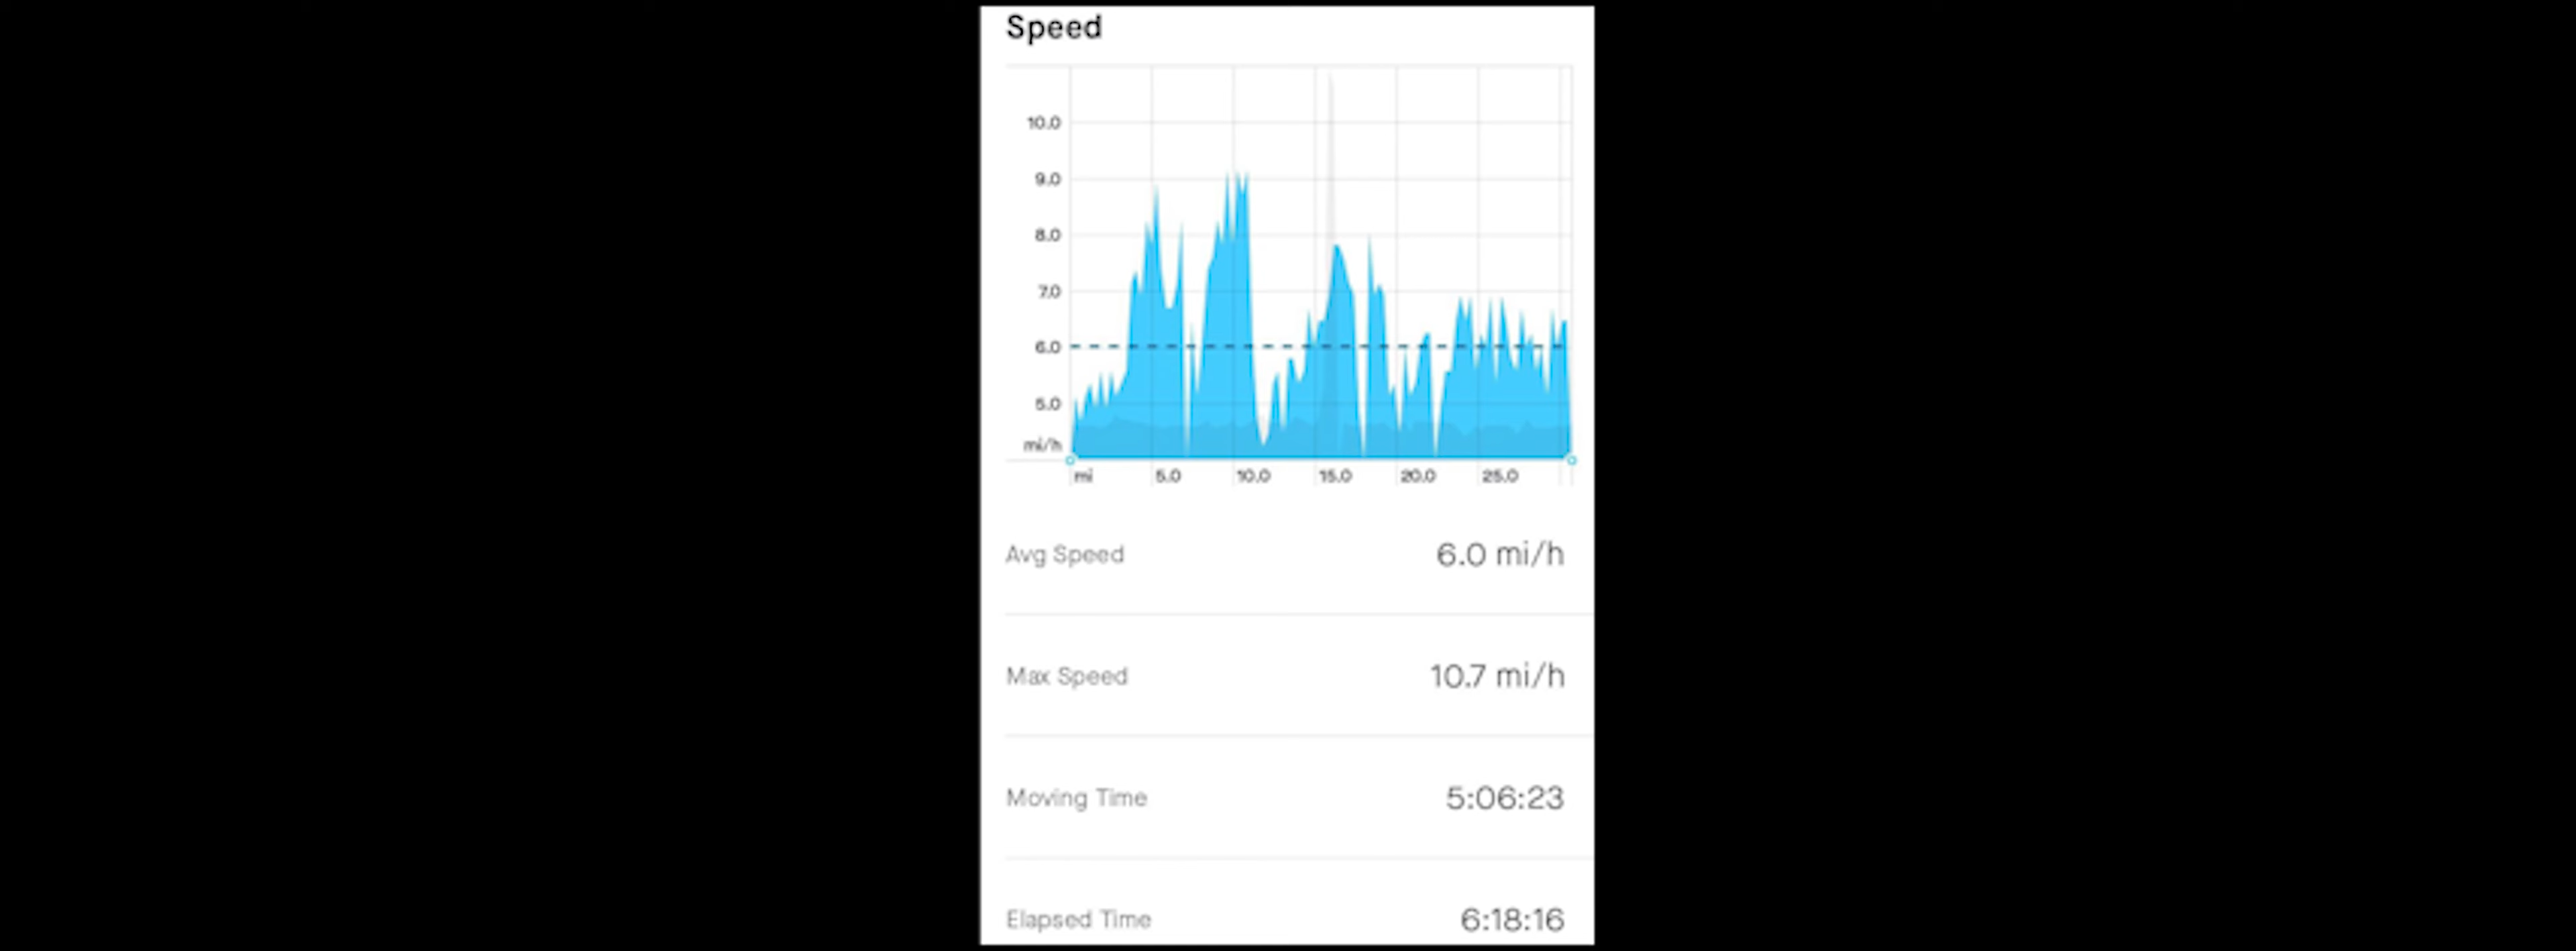 Speed
10.0
9.0
8.0
7.0
6.0
5.0
mi/h
mi 5.0 10.0 15.0 20.0 25.0
Avg Speed 6.0 mi/h
Max Speed 10.7 mi/h
Moving Time 5:06:23
Elapsed Time 6:18:16